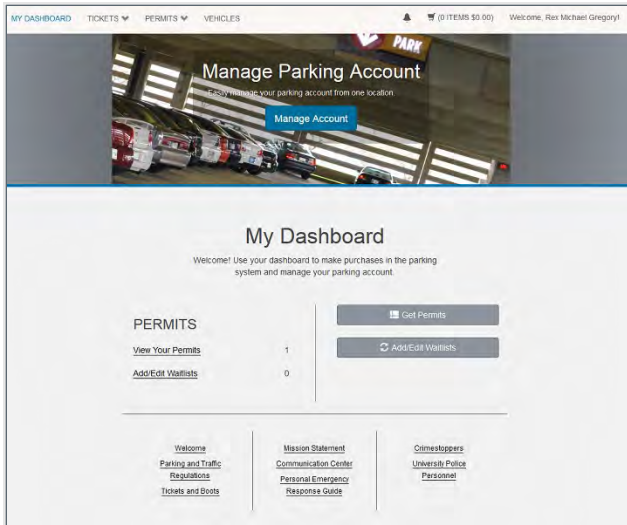 MY DASHBOARD TICKETS PERMITS VEHICLES (0 ITEMS $0.00) Welcome, Rex Michael Gregory!
PARK
Manage Parking Account
Easily manage your parking account from one location.
Manage Account
My Dashboard
Welcome! Use your dashboard to make purchases in the parking
system and manage your parking account.
Get Permits
PERMITS
View Your Permits 1
Add/Edit Waitlists
Add/Edit Waitlists 0
Welcome
Parking and Traffic
Regulations
Tickets and Boots
Mission Statement
Communication Center
Personal Emergency
Response Guide
Crimestoppers
University Police
Personnel